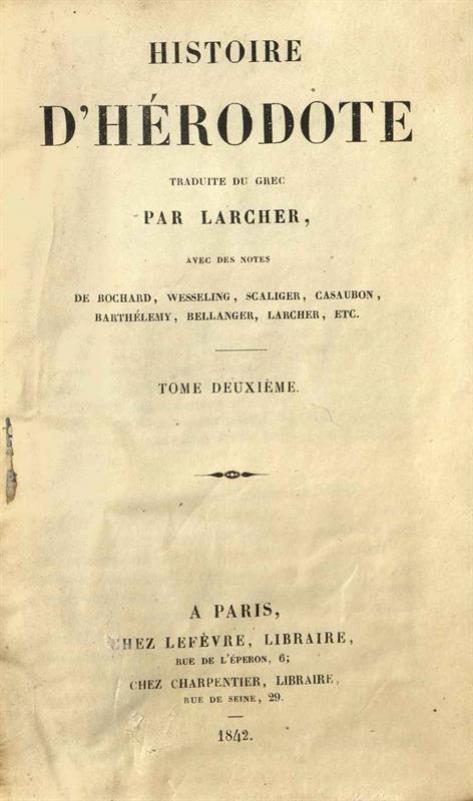 HISTOIRE
D'HÉRODOTE
TRADUITE DU GREC
PAR LARCHER,
AVEC DES NOTES
DE BOCHARD, WESSELING, SCALIGER, CASAUBON,
BARTHÉLEMY, BELLANGER, LARCHER, ETC.
TOME DEUXIÈME.
A PARIS,
CHEZ LEFÈVRE, LIBRAIRE,
RUE DE L'ÉPERON, 6;
CHEZ CHARPENTIER, LIBRAIRE,
RUE DE SEINE, 29.
1842.